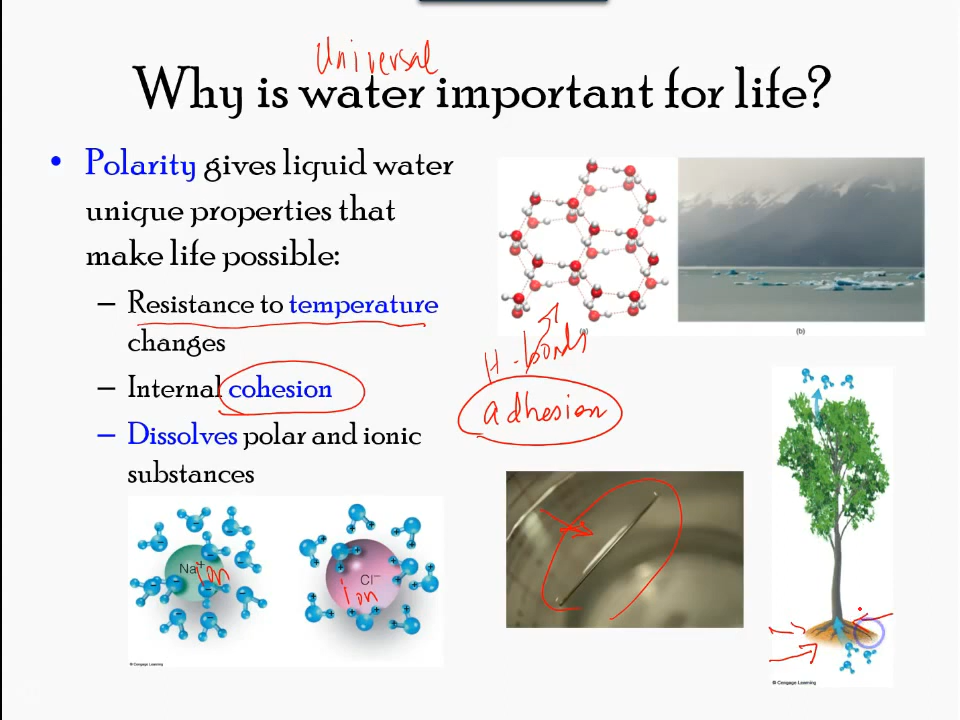 Universal
Why is water important for life?
• Polarity gives liquid water
unique properties that
make life possible:
– Resistance to temperature
changes
– Internal cohesion
– Dissolves polar and ionic
substances
(a)
(b)
H-bonds
adhesion
Na+
ion
Cl−
ion
© Cengage Learning
© Cengage Learning